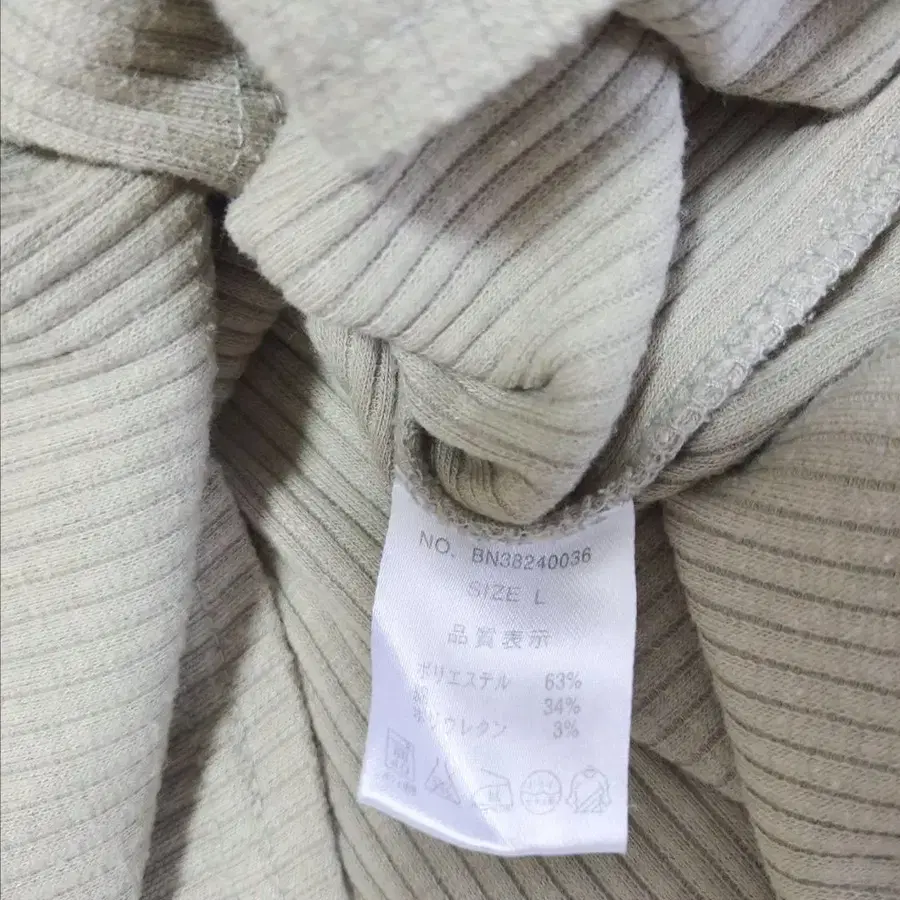 NO. BN38240036
SIZE L
品質表示
ポリエステル 63%
綿 34%
ポリウレタン 3%